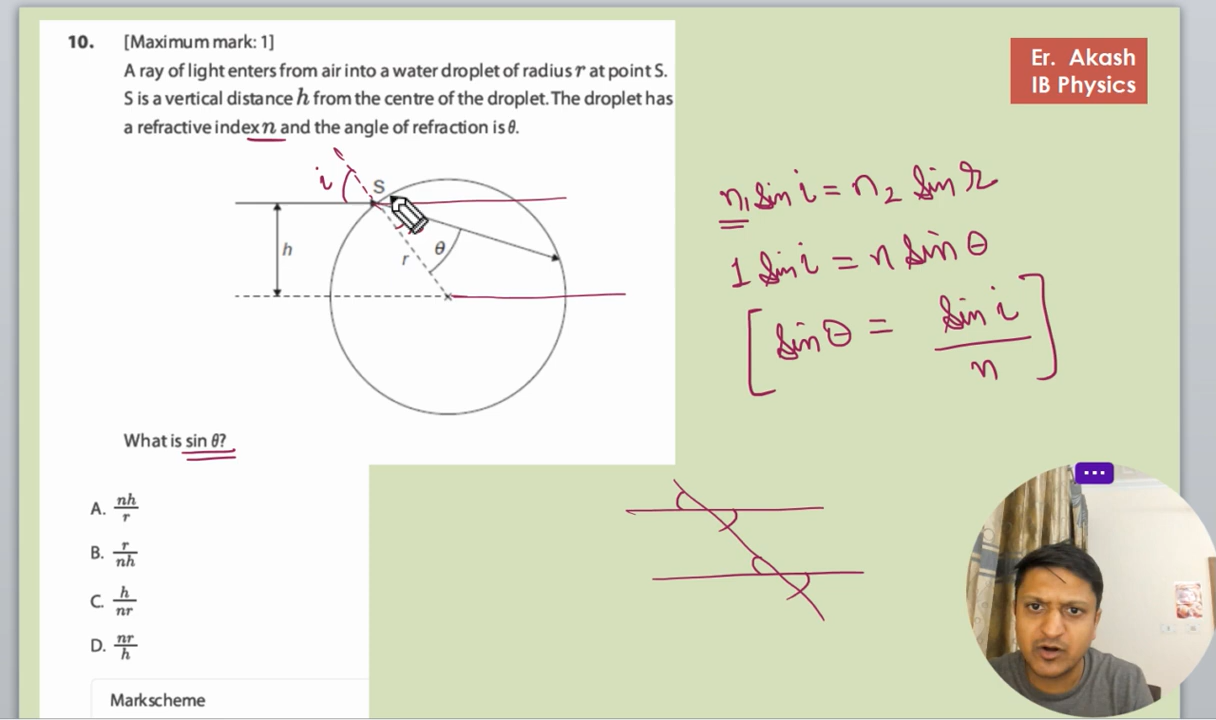 10. [Maximum mark: 1]
A ray of light enters from air into a water droplet of radius r at point S.
S is a vertical distance h from the centre of the droplet. The droplet has
a refractive index n and the angle of refraction is θ.
Er. Akash
IB Physics
i
S
h
θ
r
n₁ sin i = n₂ sin r
1 sin i = n sin θ
[sin θ = sin i / n]
What is sin θ?
A. nh/r
B. r/nh
C. h/nr
D. nr/h
Markscheme